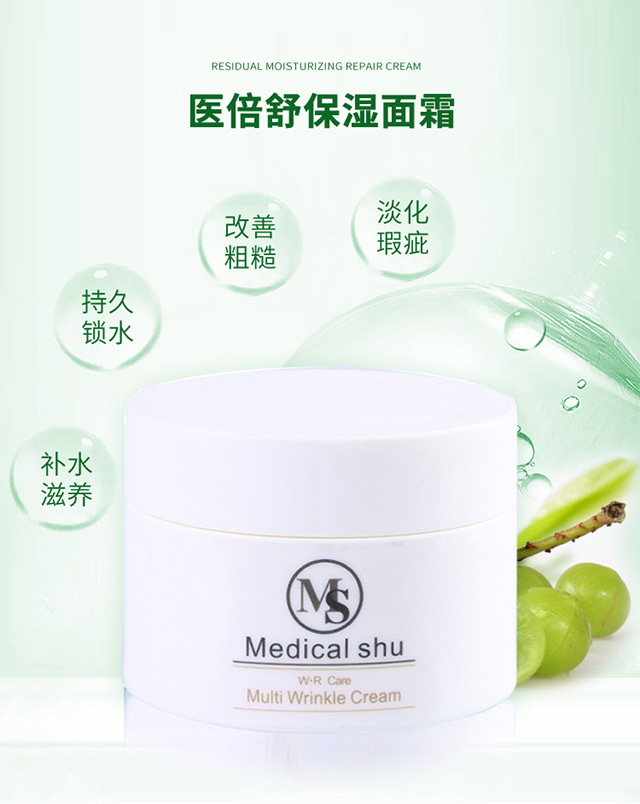 RESIDUAL MOISTURIZING REPAIR CREAM
医倍舒保湿面霜
淡化
瑕疵
改善
粗糙
持久
锁水
补水
滋养
MS
Medical shu
W·R Care
Multi Wrinkle Cream